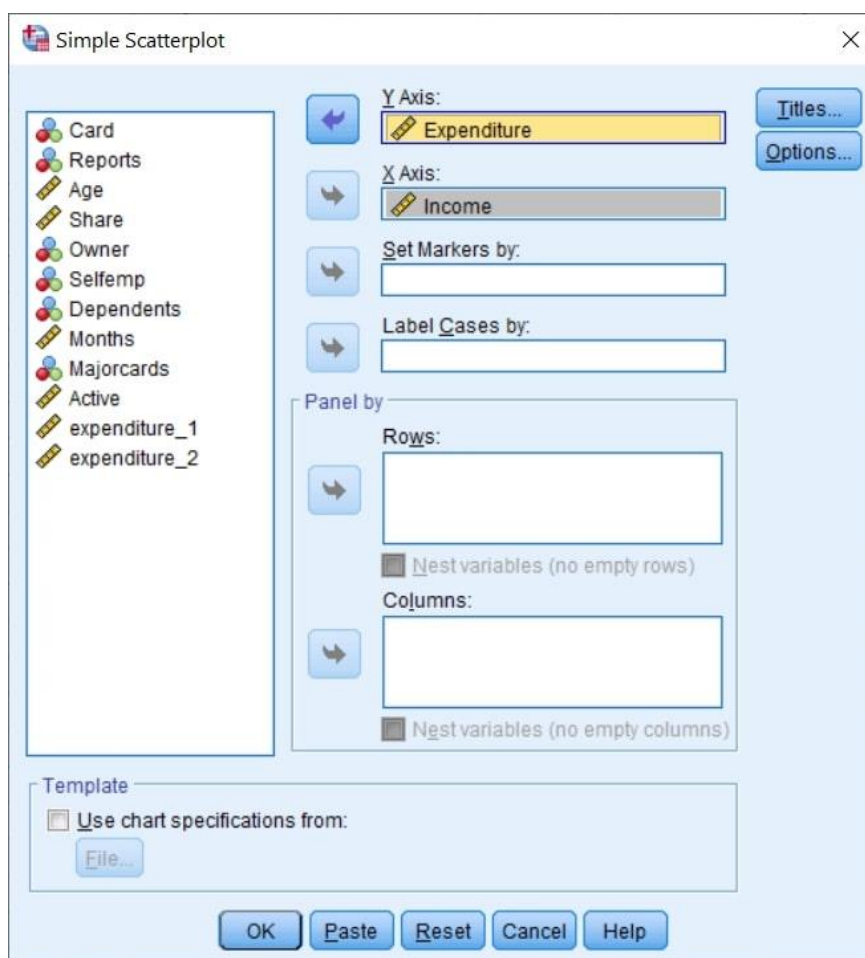 Simple Scatterplot
Card
Reports
Age
Share
Owner
Selfemp
Dependents
Months
Majorcards
Active
expenditure_1
expenditure_2
Y Axis:
Expenditure
X Axis:
Income
Set Markers by:
Label Cases by:
Panel by
Rows:
Nest variables (no empty rows)
Columns:
Nest variables (no empty columns)
Titles...
Options...
Template
Use chart specifications from:
File...
OK Paste Reset Cancel Help